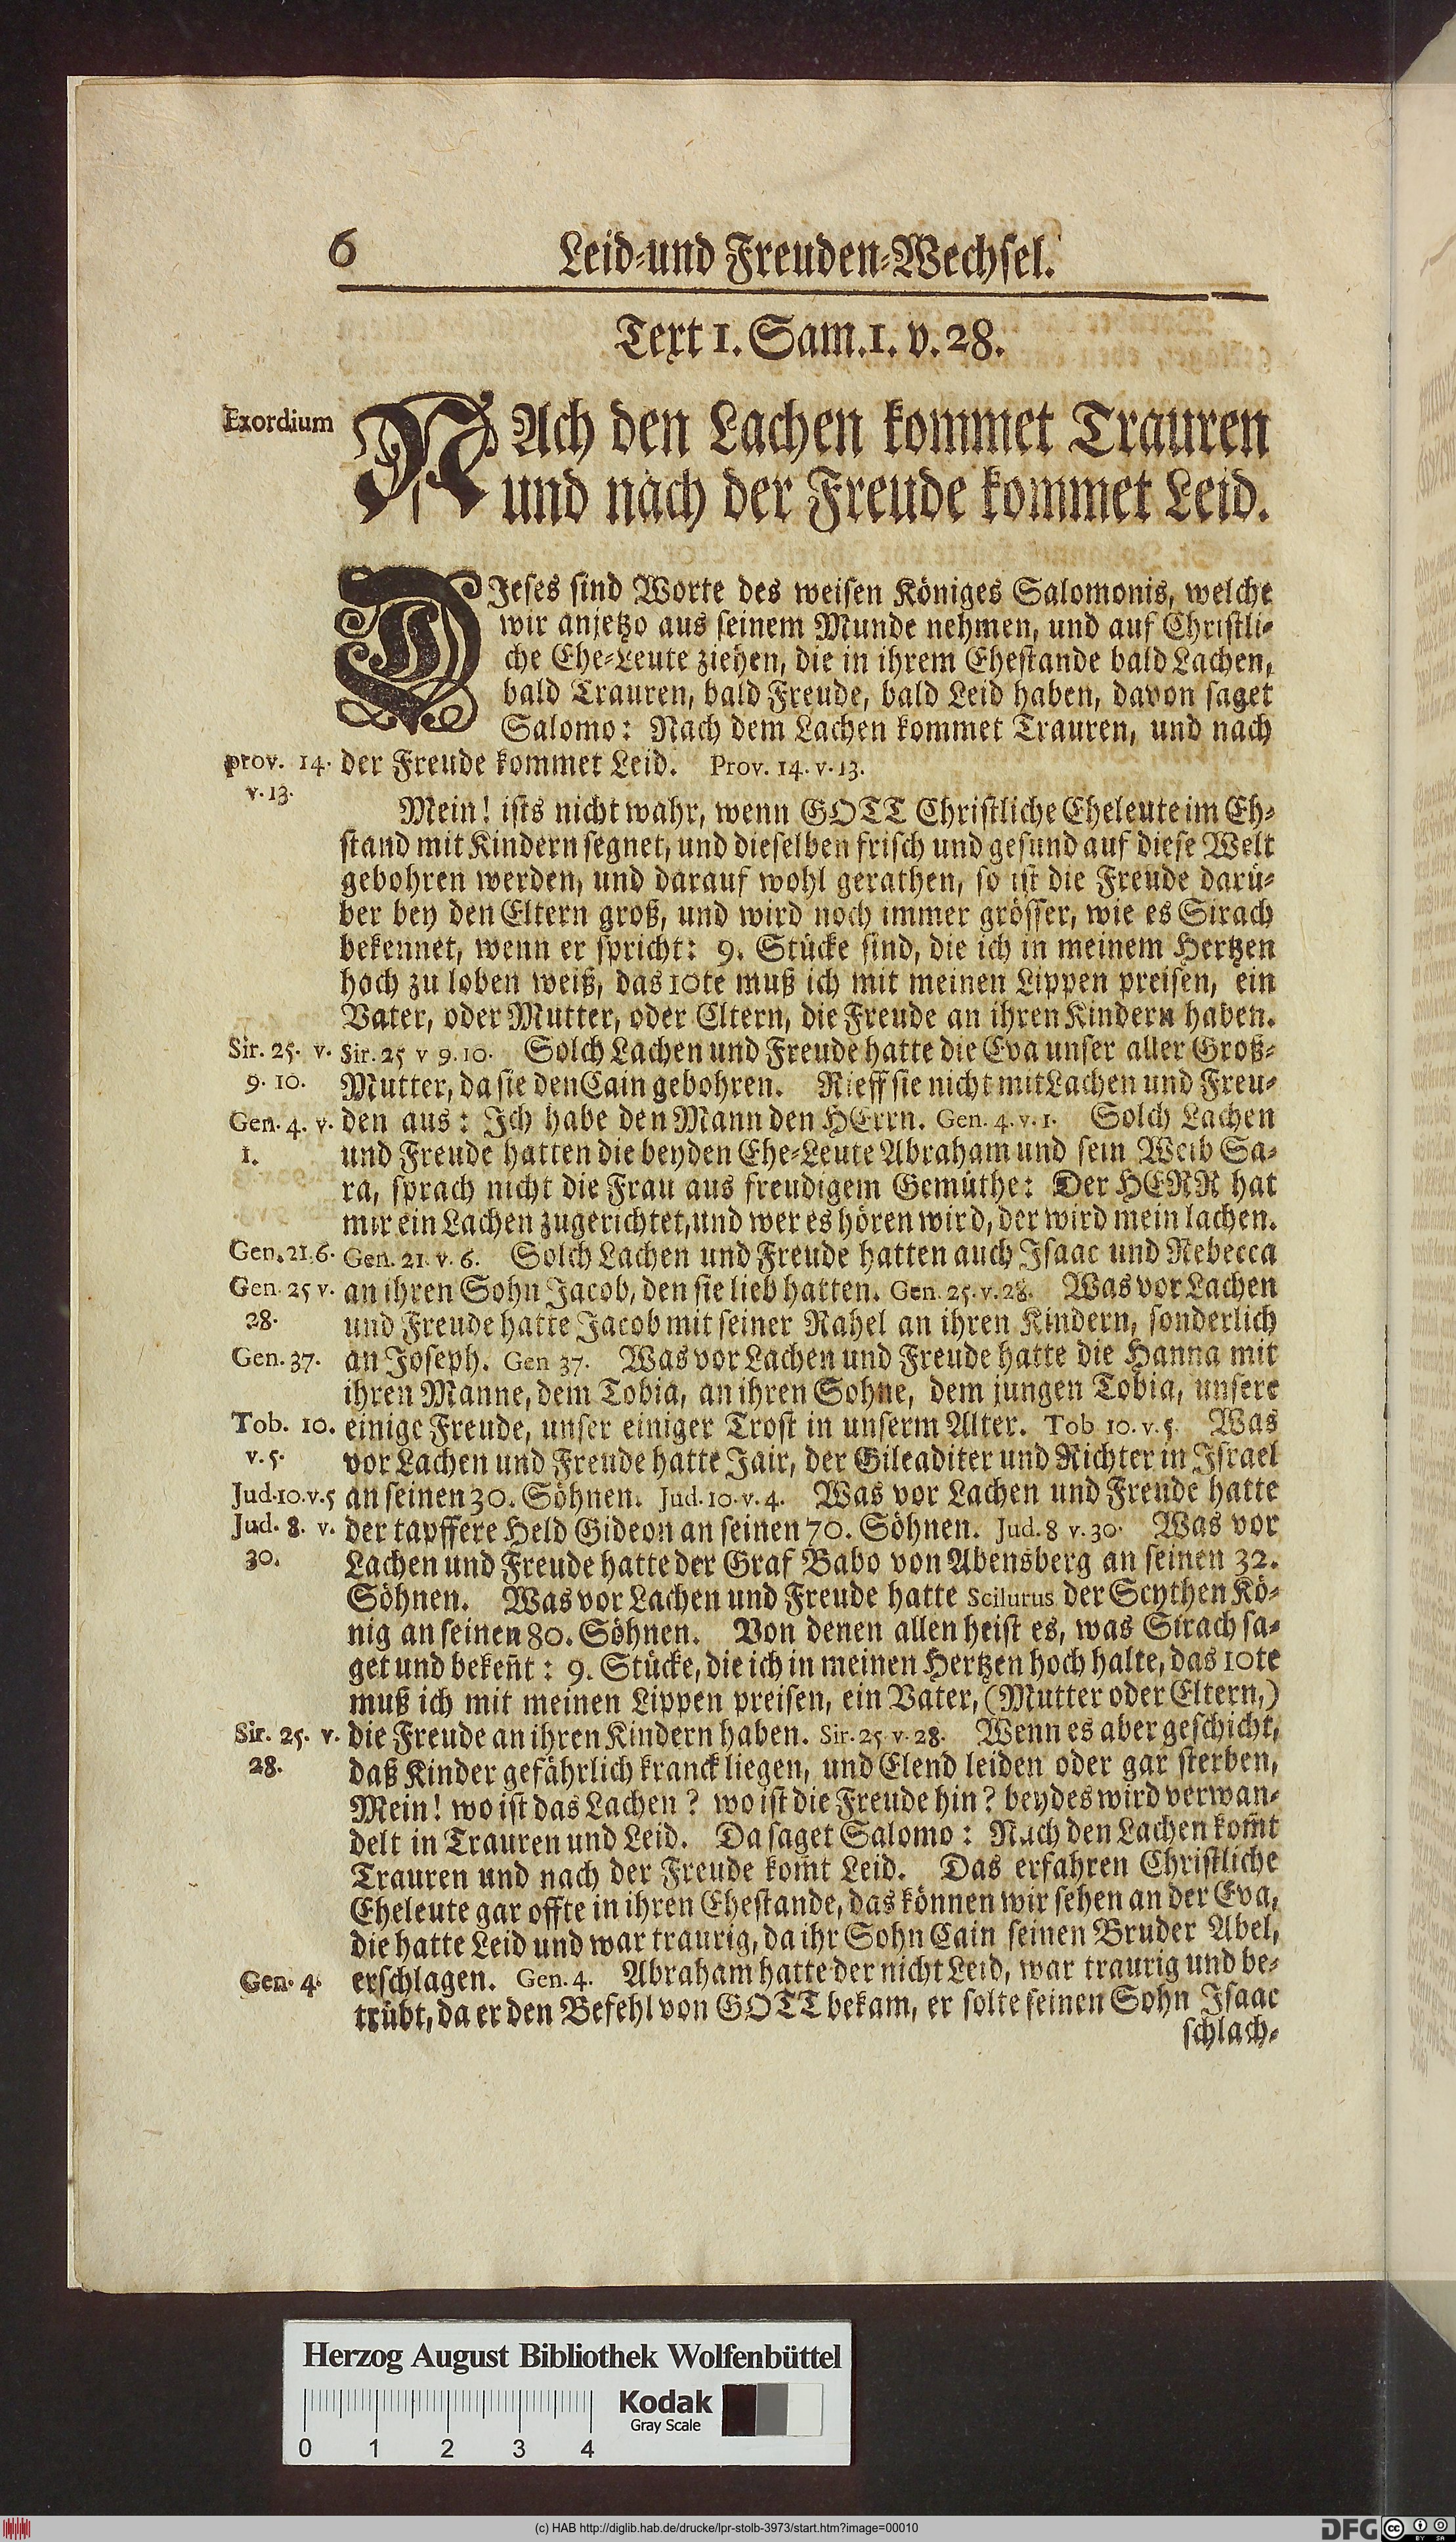 6
Leid-und Freuden-Wechsel.
Text 1. Sam. 1. v. 28.
Exordium
NAch den Lachen kommet Trauren
und nach der Freude kommet Leid.
DIeses sind Worte des weisen Königes Salomonis, welche
wir anjetzo aus seinem Munde nehmen, und auf Christli-
che Ehe-Leute ziehen, die in ihrem Ehestande bald Lachen,
bald Trauren, bald Freude, bald Leid haben, davon saget
Salomo: Nach dem Lachen kommet Trauren, und nach
prov. 14.
v. 13.
der Freude kommet Leid. Prov. 14. v. 13.
Mein! ists nicht wahr, wenn GOTT Christliche Eheleute im Eh-
stand mit Kindern segnet, und dieselben frisch und gesund auf diese Welt
gebohren werden, und darauf wohl gerathen, so ist die Freude darü-
ber bey den Eltern groß, und wird noch immer grösser, wie es Sirach
bekennet, wenn er spricht: 9. Stücke sind, die ich in meinem Hertzen
hoch zu loben weiß, das 10te muß ich mit meinen Lippen preisen, ein
Vater, oder Mutter, oder Eltern, die Freude an ihren Kindern haben.
Sir. 25. v.
9. 10.
Sir. 25 v 9. 10. Solch Lachen und Freude hatte die Eva unser aller Groß-
Mutter, da sie den Cain gebohren. Rieff sie nicht mit Lachen und Freu-
Gen. 4. v.
1.
den aus: Ich habe den Mann den HErrn. Gen. 4. v. 1. Solch Lachen
und Freude hatten die beyden Ehe-Leute Abraham und sein Weib Sa-
ra, sprach nicht die Frau aus freudigem Gemüthe: Der HERR hat
mir ein Lachen zugerichtet, und wer es hören wird, der wird mein lachen.
Gen. 21. 6.
Gen. 21. v. 6. Solch Lachen und Freude hatten auch Isaac und Rebecca
Gen. 25 v.
28.
an ihren Sohn Jacob, den sie lieb hatten. Gen. 25. v. 28. Was vor Lachen
und Freude hatte Jacob mit seiner Rahel an ihren Kindern, sonderlich
Gen. 37.
an Joseph. Gen 37. Was vor Lachen und Freude hatte die Hanna mit
ihren Manne, dem Tobia, an ihren Sohne, dem jungen Tobia, unsere
Tob. 10.
v. 5.
einige Freude, unser einiger Trost in unserm Alter. Tob 10. v. 5. Was
vor Lachen und Freude hatte Jair, der Gileaditer und Richter in Israel
Jud. 10. v. 5
an seinen 30. Söhnen. Jud. 10. v. 4. Was vor Lachen und Freude hatte
Jud. 8. v.
30.
der tapffere Held Gideon an seinen 70. Söhnen. Jud. 8 v. 30. Was vor
Lachen und Freude hatte der Graf Babo von Abensberg an seinen 32.
Söhnen. Was vor Lachen und Freude hatte Scilurus der Scythen Kö-
nig an seinen 80. Söhnen. Von denen allen heist es, was Sirach sa-
get und bekeñt: 9. Stücke, die ich in meinen Hertzen hoch halte, das 10te
muß ich mit meinen Lippen preisen, ein Vater, (Mutter oder Eltern,)
Sir. 25. v.
28.
die Freude an ihren Kindern haben. Sir. 25 v. 28. Wenn es aber geschicht,
daß Kinder gefährlich kranck liegen, und Elend leiden oder gar sterben,
Mein! wo ist das Lachen? wo ist die Freude hin? beydes wird verwan-
delt in Trauren und Leid. Da saget Salomo: Nach den Lachen kom̃t
Trauren und nach der Freude kom̃t Leid. Das erfahren Christliche
Eheleute gar offte in ihren Ehestande, das können wir sehen an der Eva,
die hatte Leid und war traurig, da ihr Sohn Cain seinen Bruder Abel,
Gen. 4.
erschlagen. Gen. 4. Abraham hatte der nicht Leid, war traurig und be-
trübt, da er den Befehl von GOTT bekam, er solte seinen Sohn Isaac
schlach-
Herzog August Bibliothek Wolfenbüttel
Kodak
Gray Scale
0 1 2 3 4
(c) HAB http://diglib.hab.de/drucke/lpr-stolb-3973/start.htm?image=00010
DFG
cc
BY SA